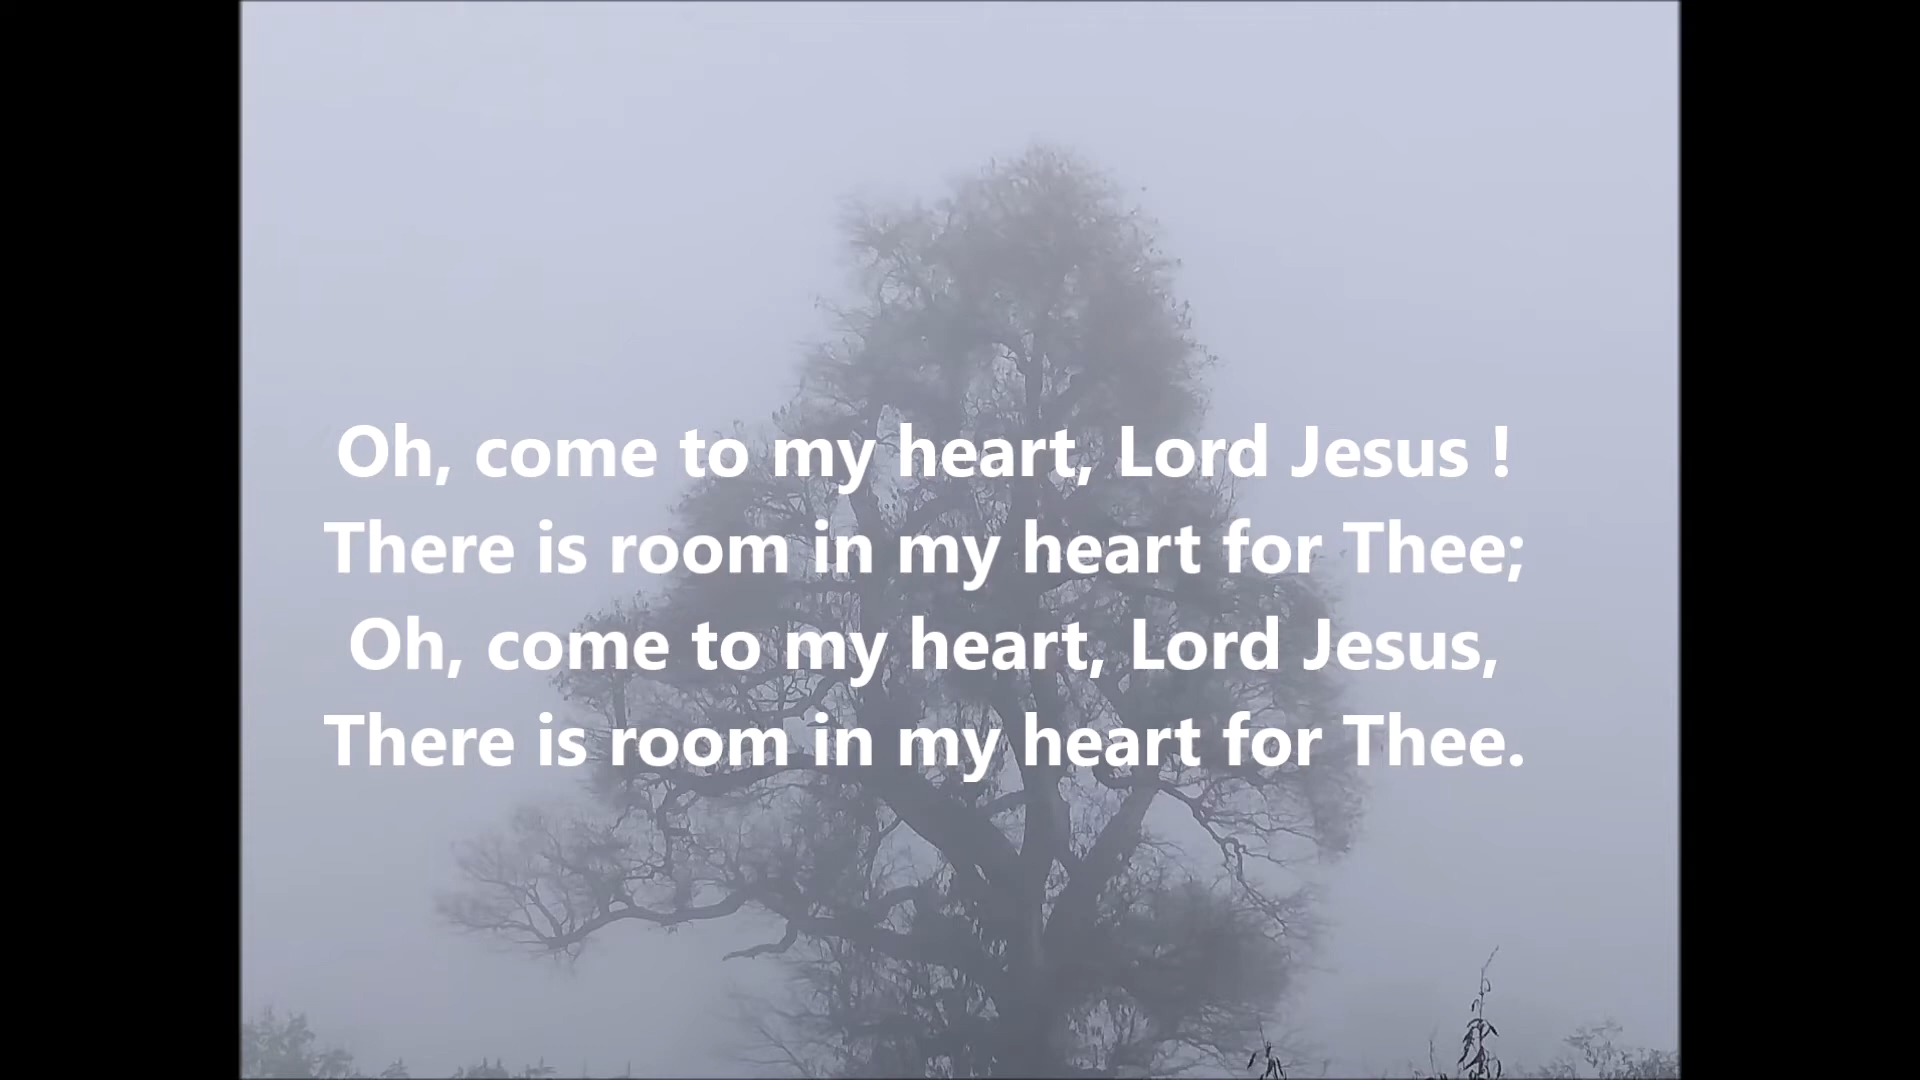 Oh, come to my heart, Lord Jesus !
There is room in my heart for Thee;
Oh, come to my heart, Lord Jesus,
There is room in my heart for Thee.